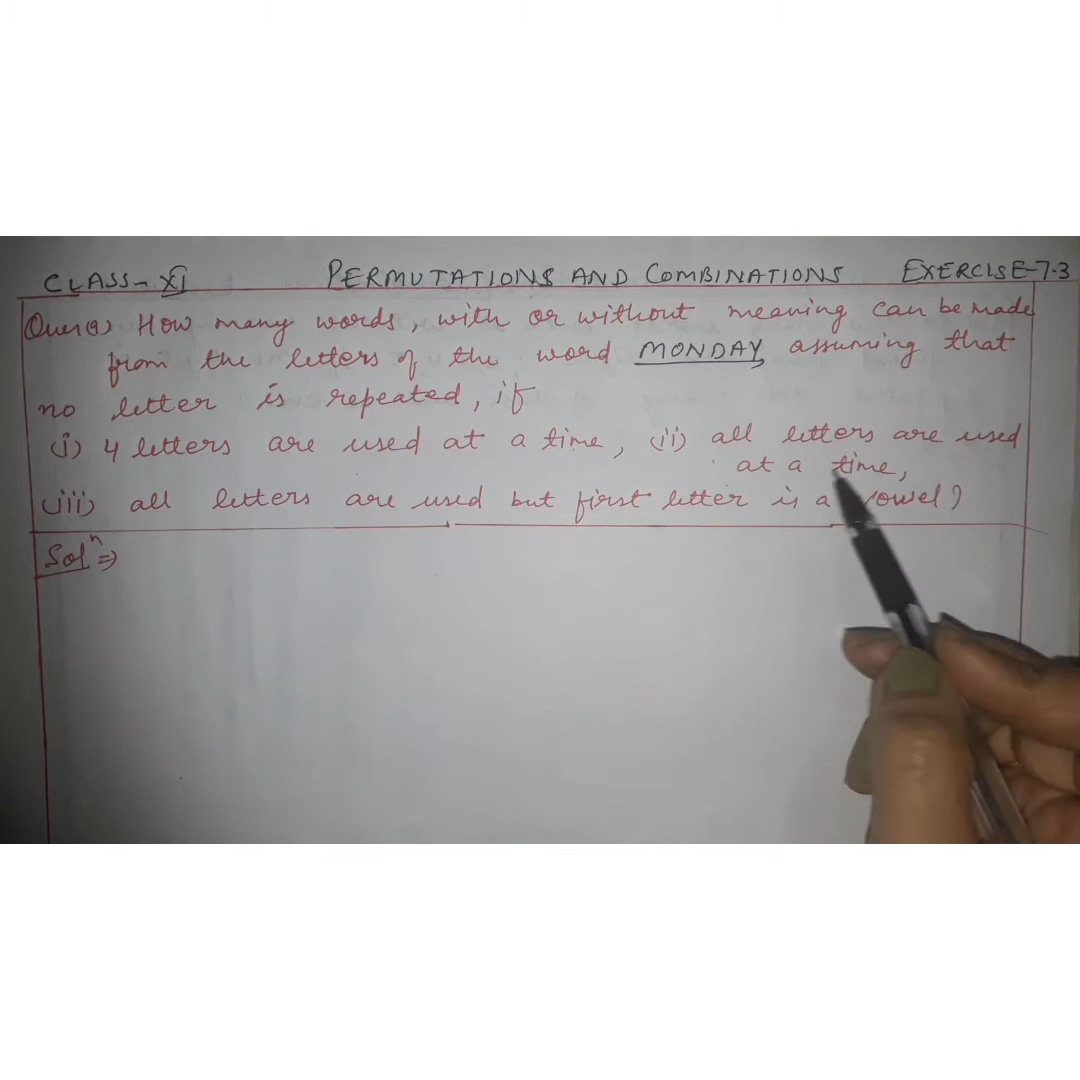 CLASS-XI PERMUTATIONS AND COMBINATIONS EXERCISE-7.3
Ques(9) How many words, with or without meaning can be made
from the letters of the word MONDAY, assuming that
no letter is repeated, if
(i) 4 letters are used at a time, (ii) all letters are used
at a time,
(iii) all letters are used but first letter is a vowel?
Solⁿ ⇒